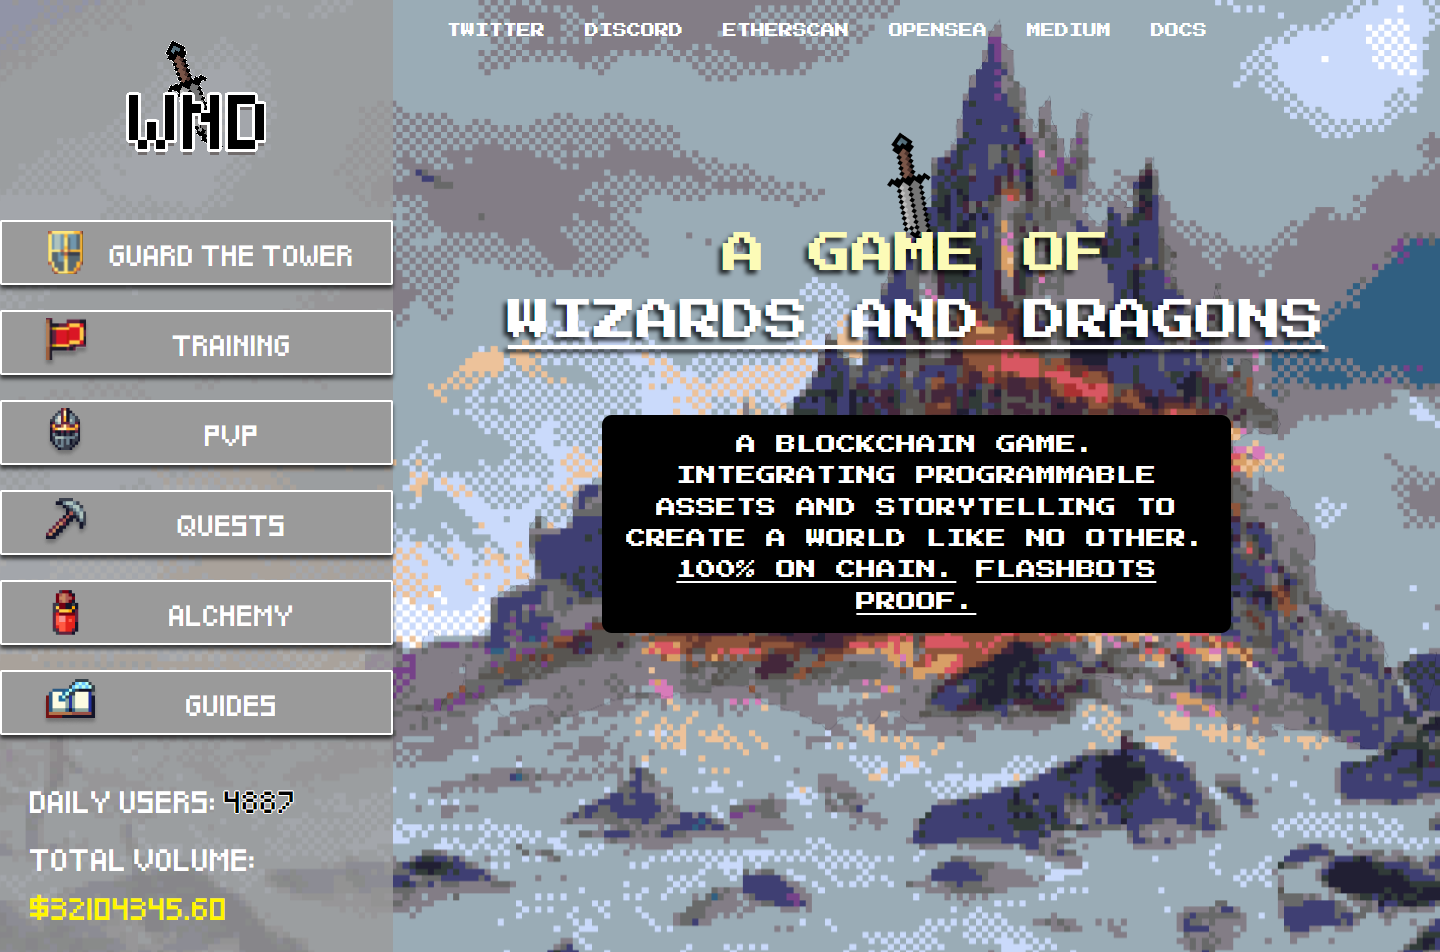 TWITTER DISCORD ETHERSCAN OPENSEA MEDIUM DOCS
WND
GUARD THE TOWER
TRAINING
PVP
QUESTS
ALCHEMY
GUIDES
DAILY USERS: 4887
TOTAL VOLUME:
$32104345.60
A GAME OF
WIZARDS AND DRAGONS
A BLOCKCHAIN GAME.
INTEGRATING PROGRAMMABLE
ASSETS AND STORYTELLING TO
CREATE A WORLD LIKE NO OTHER.
100% ON CHAIN. FLASHBOTS
PROOF.